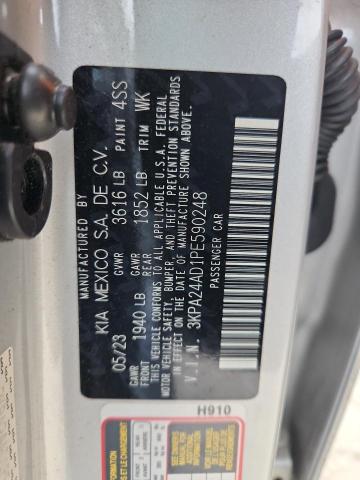 MANUFACTURED BY
KIA MEXICO S.A. DE C.V.
05/23 GVWR 3616 LB PAINT 4SS
GAWR FRONT 1940 LB GAWR REAR 1852 LB TRIM WK
THIS VEHICLE CONFORMS TO ALL APPLICABLE U.S.A. FEDERAL
MOTOR VEHICLE SAFETY, BUMPER, AND THEFT PREVENTION STANDARDS
IN EFFECT ON THE DATE OF MANUFACTURE SHOWN ABOVE.
V.I.N. 3KPA24AD1PE590248
PASSENGER CAR
H910